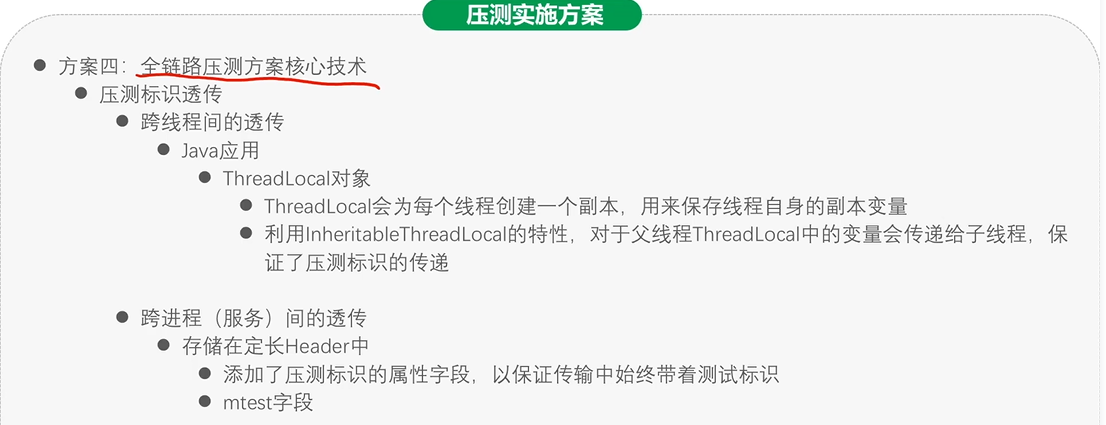 压测实施方案
方案四：全链路压测方案核心技术
压测标识透传
跨线程间的透传
Java应用
ThreadLocal对象
ThreadLocal会为每个线程创建一个副本，用来保存线程自身的副本变量
利用InheritableThreadLocal的特性，对于父线程ThreadLocal中的变量会传递给子线程，保
证了压测标识的传递
跨进程（服务）间的透传
存储在定长Header中
添加了压测标识的属性字段，以保证传输中始终带着测试标识
mtest字段